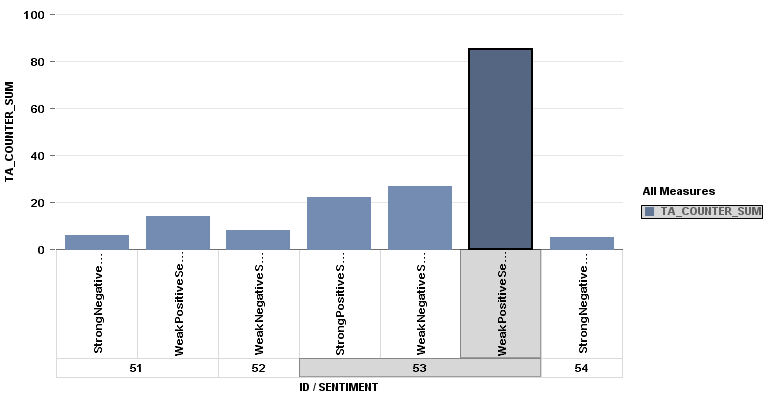 100
80
60
40
20
0
TA_COUNTER_SUM
StrongNegative...
WeakPositiveSe...
WeakNegativeS...
StrongPositiveS...
WeakNegativeS...
WeakPositiveSe...
StrongNegative...
51
52
53
54
ID / SENTIMENT
All Measures
TA_COUNTER_SUM